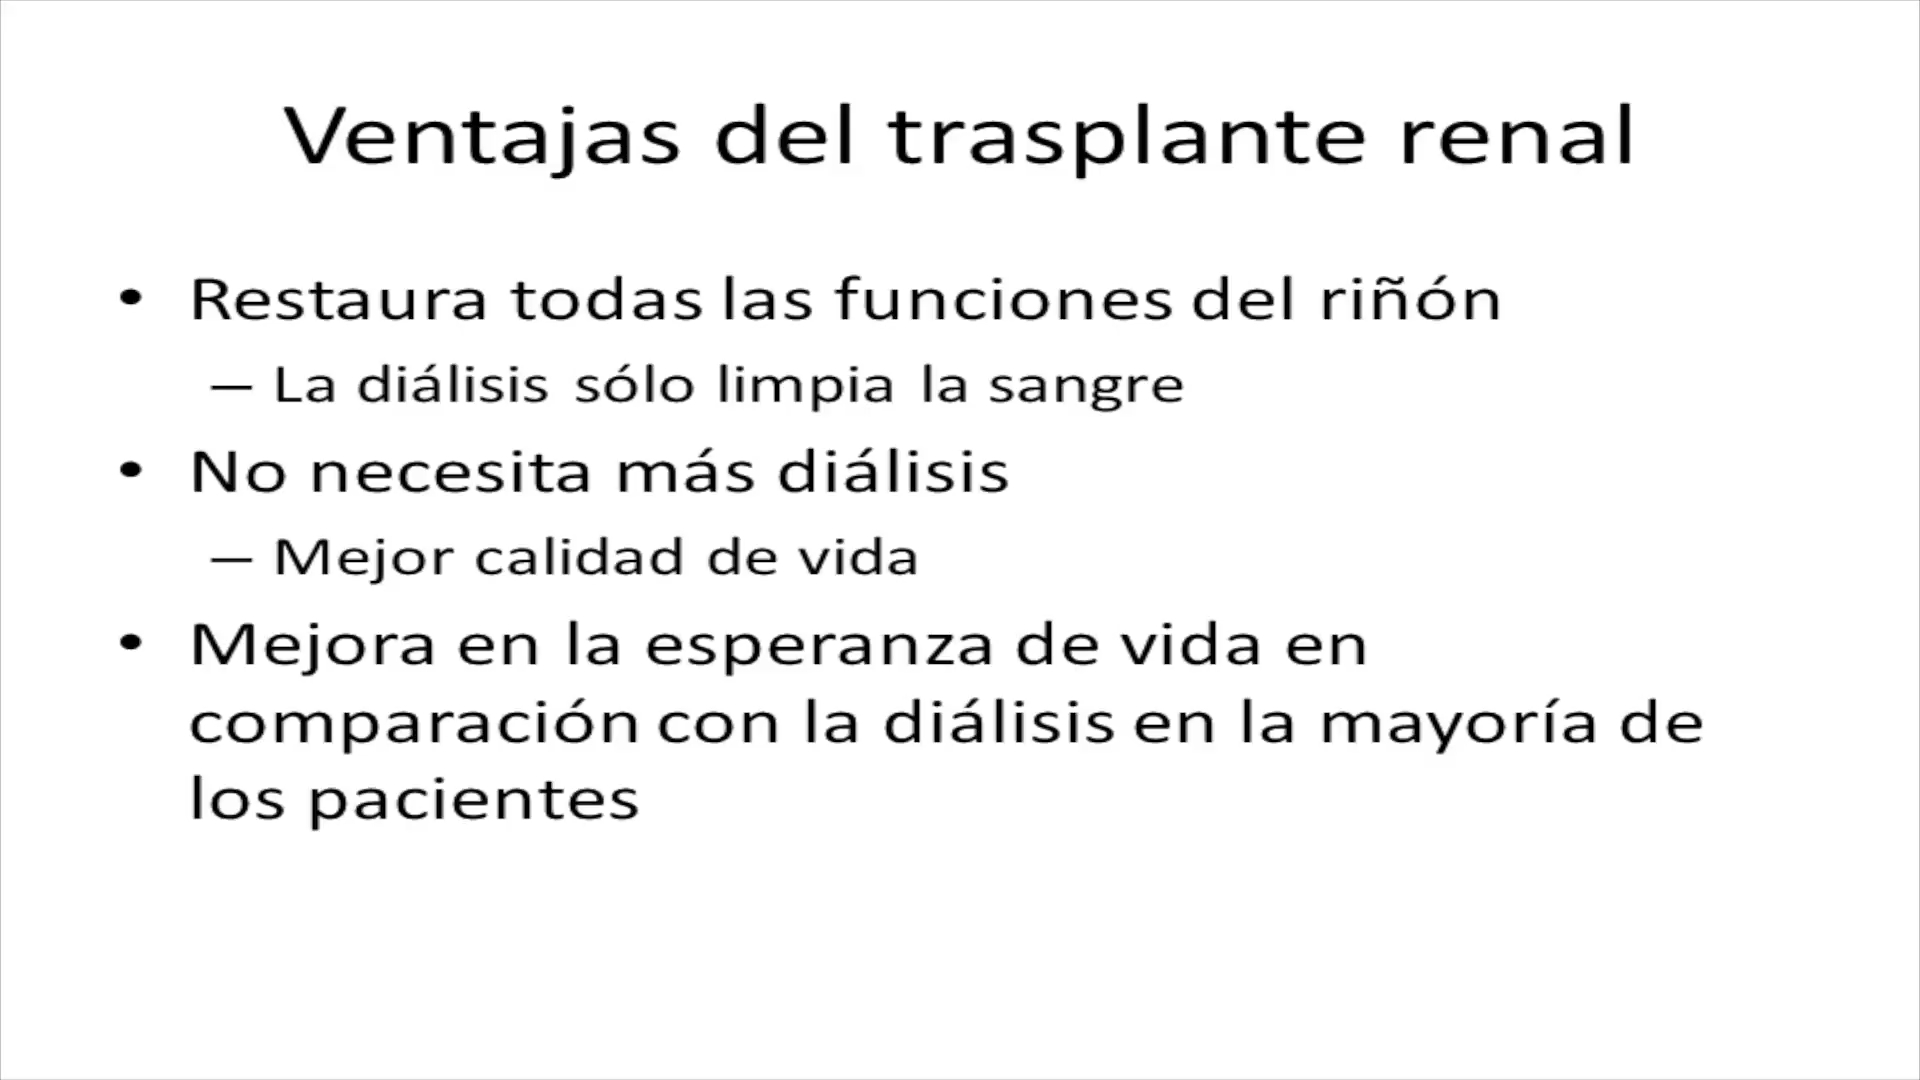 Ventajas del trasplante renal
• Restaura todas las funciones del riñón
– La diálisis sólo limpia la sangre
• No necesita más diálisis
– Mejor calidad de vida
• Mejora en la esperanza de vida en
comparación con la diálisis en la mayoría de
los pacientes